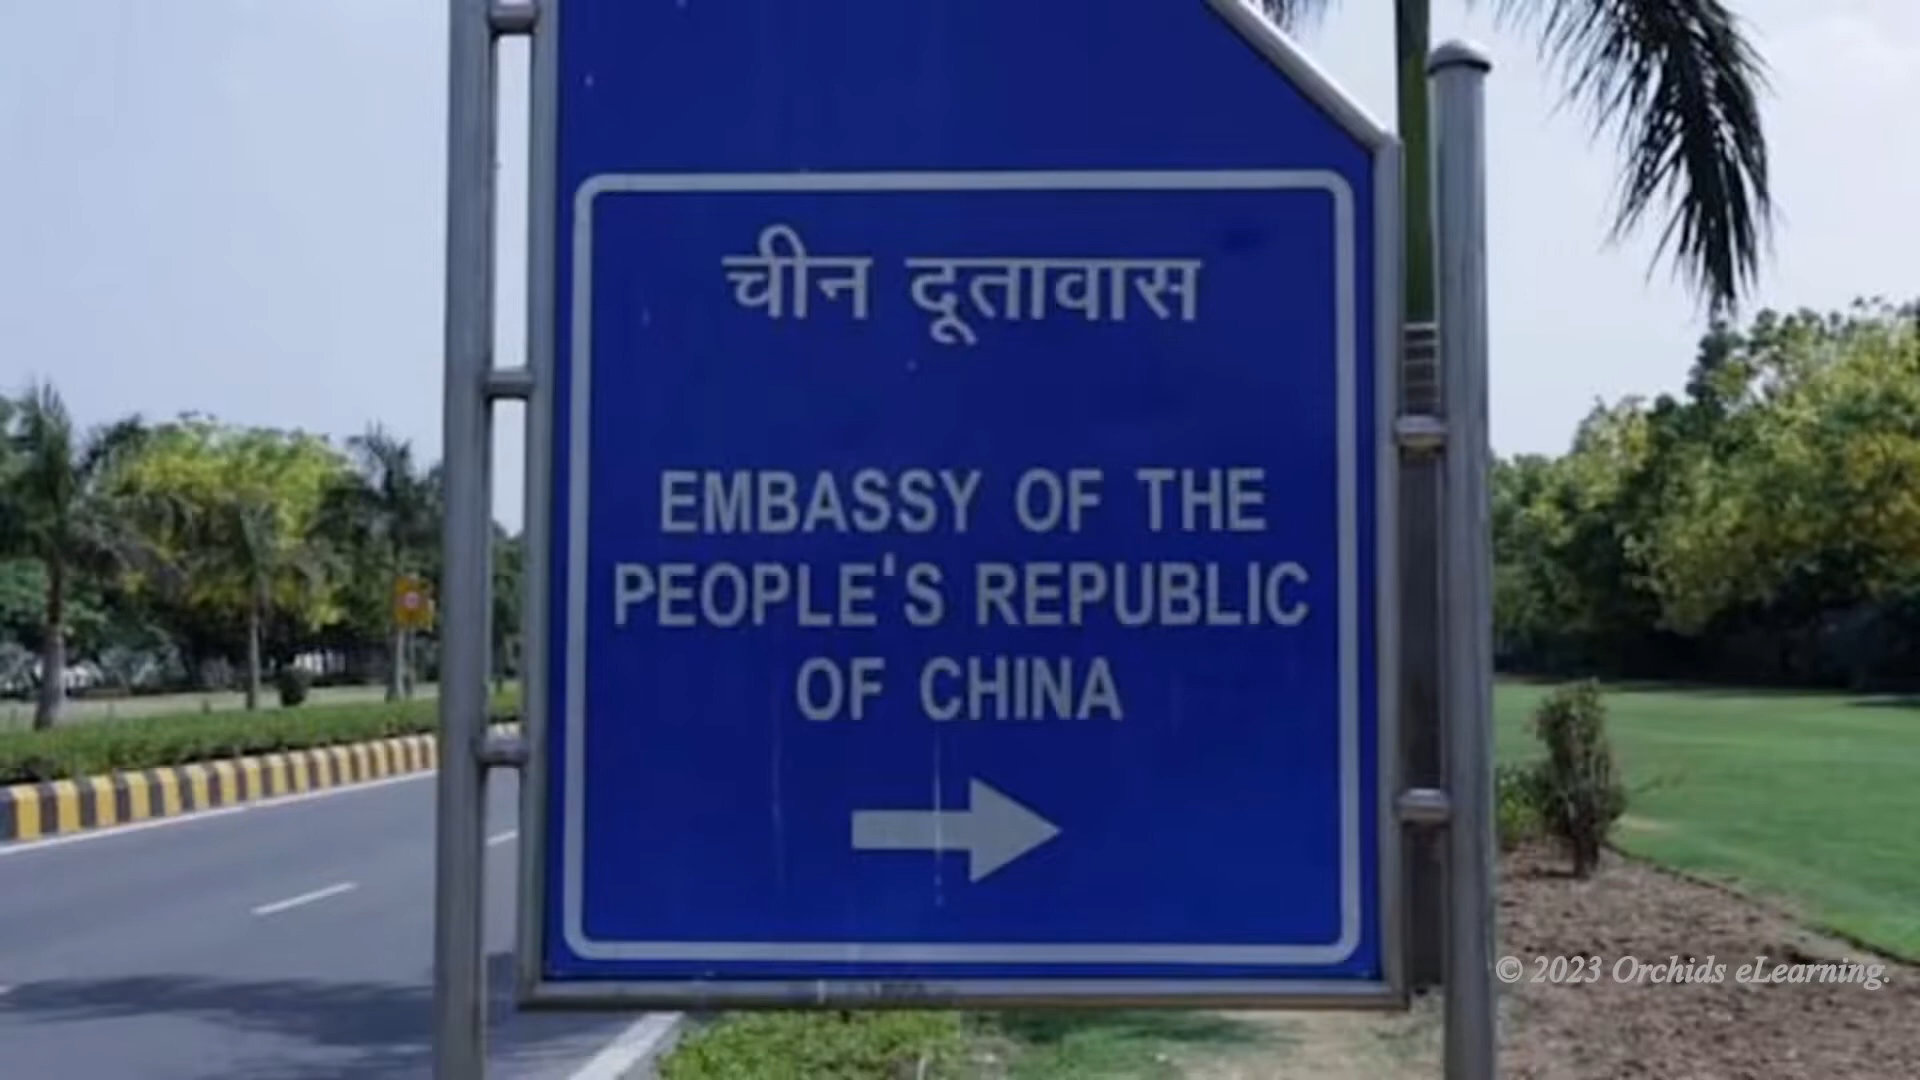 चीन दूतावास
EMBASSY OF THE
PEOPLE'S REPUBLIC
OF CHINA
© 2023 Orchids eLearning.